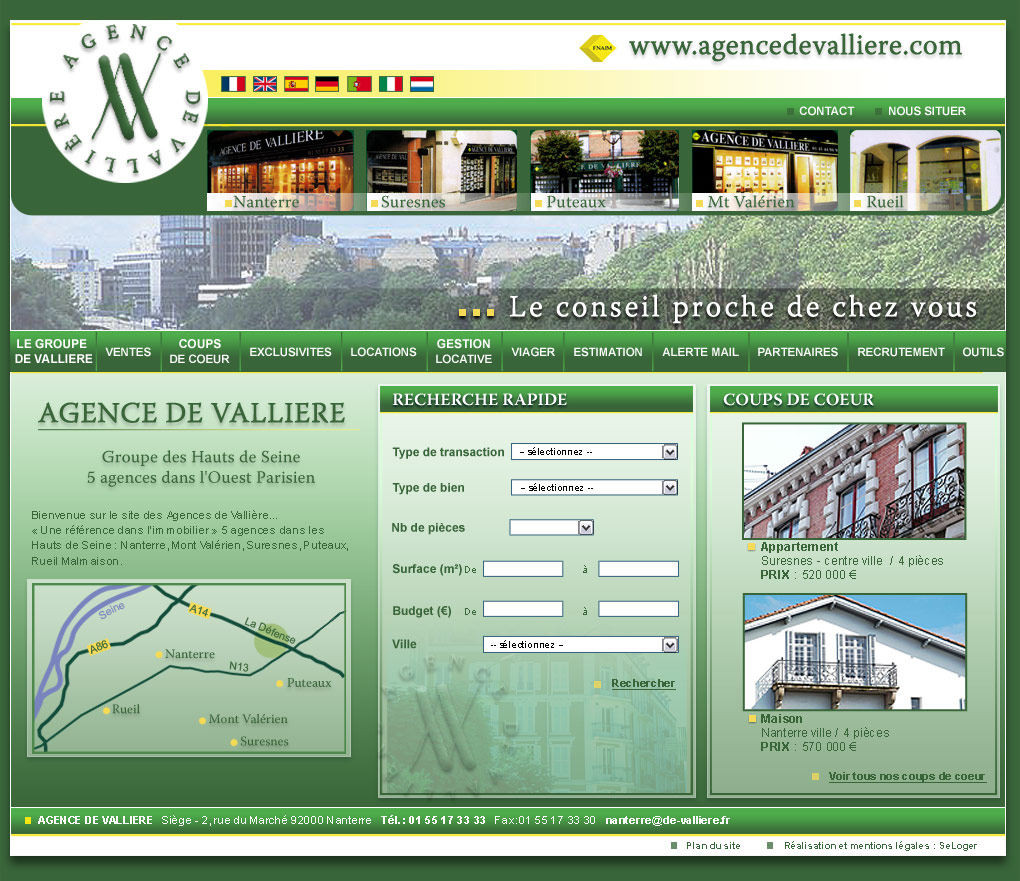 AGENCE DE VALLIERE
FNAIM
www.agencedevalliere.com
CONTACT
NOUS SITUER
AGENCE DE VALLIERE
AGENCE DE VALLIERE
Nanterre
Suresnes
Puteaux
Mt Valérien
Rueil
... Le conseil proche de chez vous
LE GROUPE
DE VALLIERE
VENTES
COUPS
DE COEUR
EXCLUSIVITES
LOCATIONS
GESTION
LOCATIVE
VIAGER
ESTIMATION
ALERTE MAIL
PARTENAIRES
RECRUTEMENT
OUTILS
AGENCE DE VALLIERE
Groupe des Hauts de Seine
5 agences dans l'Ouest Parisien
Bienvenue sur le site des Agences de Vallière...
« Une référence dans l'immobilier » 5 agences dans les
Hauts de Seine : Nanterre, Mont Valérien, Suresnes, Puteaux,
Rueil Malmaison.
Seine
A14
La Défense
A86
Nanterre
N13
Puteaux
Rueil
Mont Valérien
Suresnes
RECHERCHE RAPIDE
Type de transaction -- sélectionnez --
Type de bien -- sélectionnez --
Nb de pièces
Surface (m²) De à
Budget (€) De à
Ville -- sélectionnez --
Rechercher
COUPS DE COEUR
Appartement
Suresnes - centre ville / 4 pièces
PRIX : 520 000 €
Maison
Nanterre ville / 4 pièces
PRIX : 570 000 €
Voir tous nos coups de coeur
AGENCE DE VALLIERE Siège - 2, rue du Marché 92000 Nanterre Tél. : 01 55 17 33 33 Fax:01 55 17 33 30 nanterre@de-valliere.fr
Plan du site
Réalisation et mentions légales : SeLoger